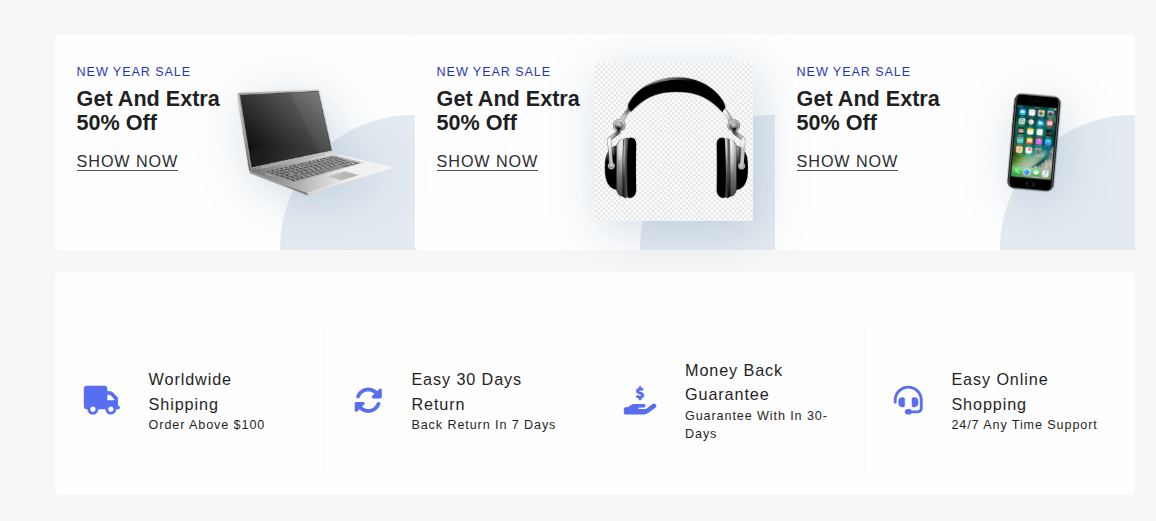 NEW YEAR SALE
Get And Extra
50% Off
SHOW NOW
NEW YEAR SALE
Get And Extra
50% Off
SHOW NOW
NEW YEAR SALE
Get And Extra
50% Off
SHOW NOW
Worldwide
Shipping
Order Above $100
Easy 30 Days
Return
Back Return In 7 Days
$
Money Back
Guarantee
Guarantee With In 30-
Days
Easy Online
Shopping
24/7 Any Time Support